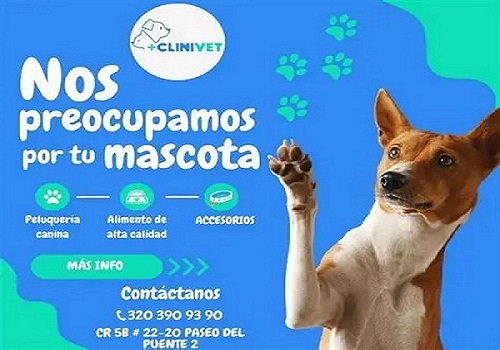 +CLINIVET
Nos
preocupamos
por tu mascota
Peluquería
canina
Alimento de
alta calidad
ACCESORIOS
MÁS INFO
Contáctanos
320 390 93 90
CR 5B # 22-20 PASEO DEL
PUENTE 2